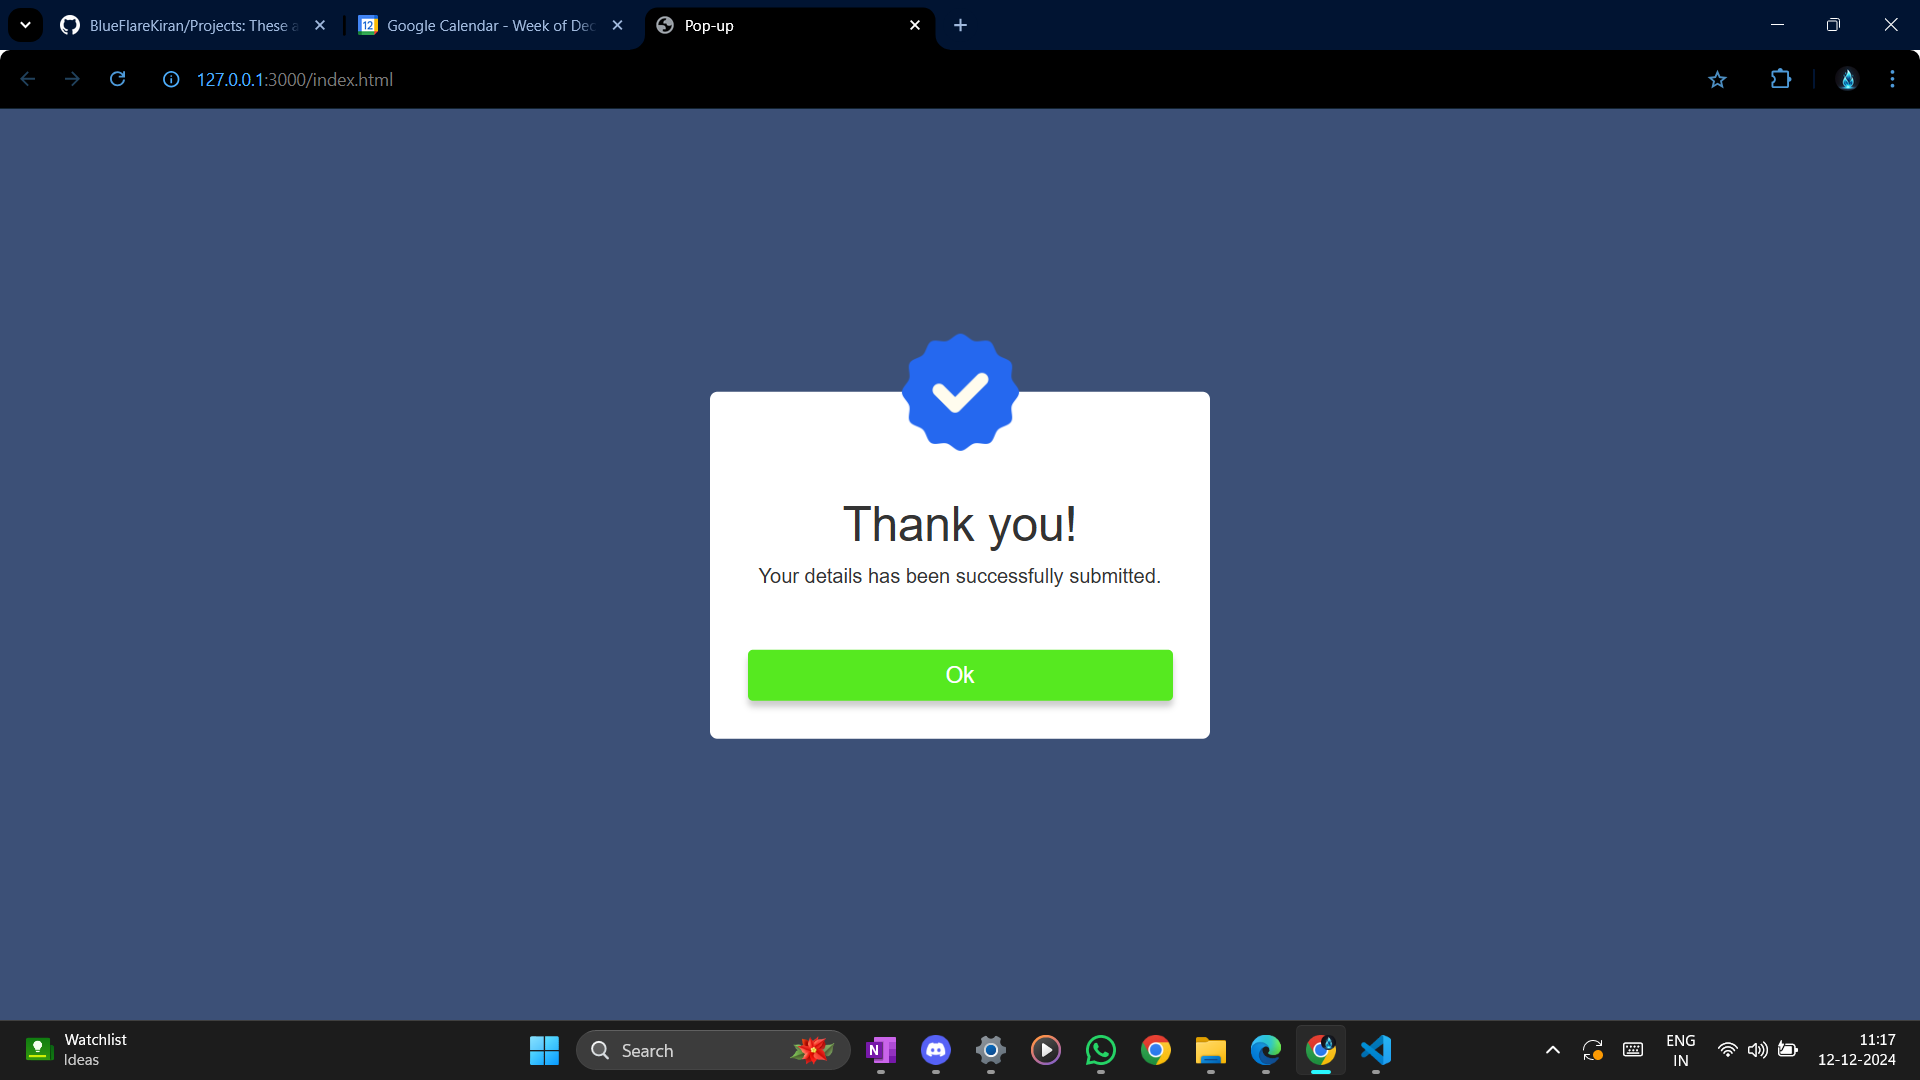 BlueFlareKiran/Projects: These a
Google Calendar - Week of Dec
Pop-up
127.0.0.1:3000/index.html
12
Thank you!
Your details has been successfully submitted.
Ok
Watchlist
Ideas
Search
N
ENG
IN
11:17
12-12-2024